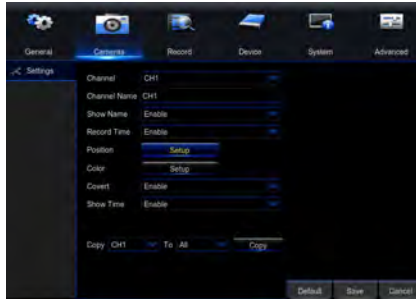 General Cameras Record Device System Advanced
Settings
Channel CH1
Channel Name CH1
Show Name Enable
Record Time Enable
Position Setup
Color Setup
Covert Enable
Show Time Enable
Copy CH1 To All Copy
Default Save Cancel